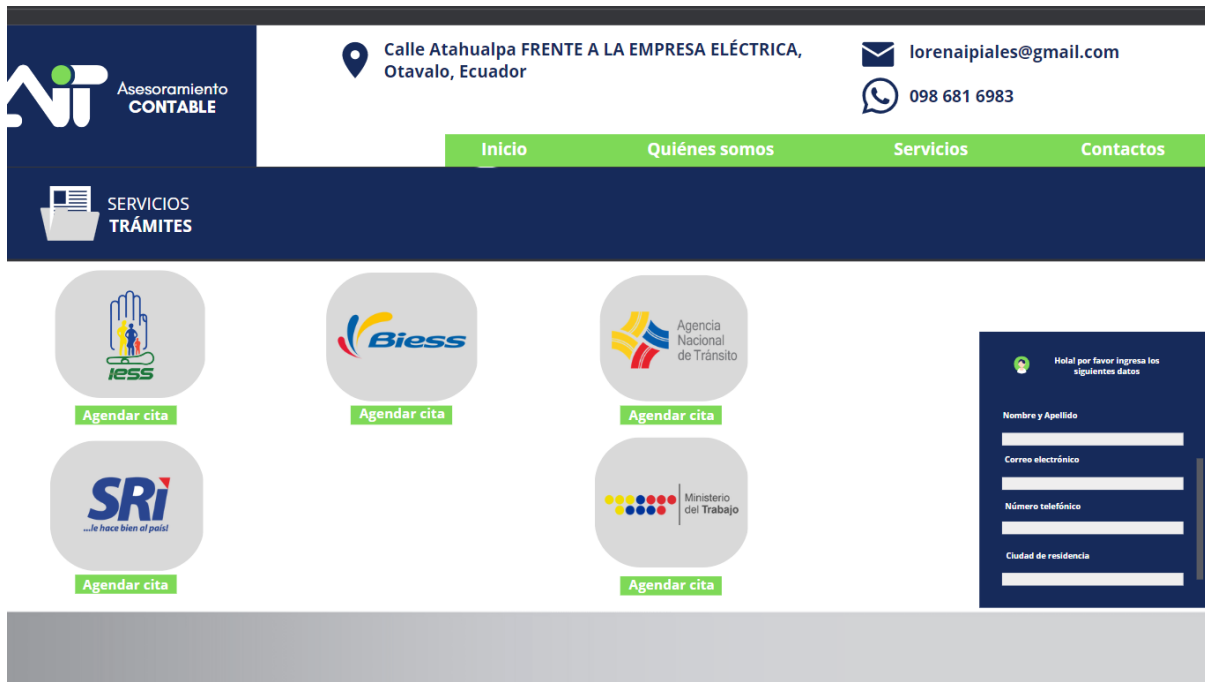 AIP
Asesoramiento
CONTABLE
Calle Atahualpa FRENTE A LA EMPRESA ELÉCTRICA,
Otavalo, Ecuador
lorenaipiales@gmail.com
098 681 6983
Inicio
Quiénes somos
Servicios
Contactos
SERVICIOS
TRÁMITES
IESS
Agendar cita
Biess
Agendar cita
Agencia
Nacional
de Tránsito
Agendar cita
SRi
...le hace bien al país!
Agendar cita
Ministerio
del Trabajo
Agendar cita
Hola! por favor ingresa los
siguientes datos
Nombre y Apellido
Correo electrónico
Número telefónico
Ciudad de residencia